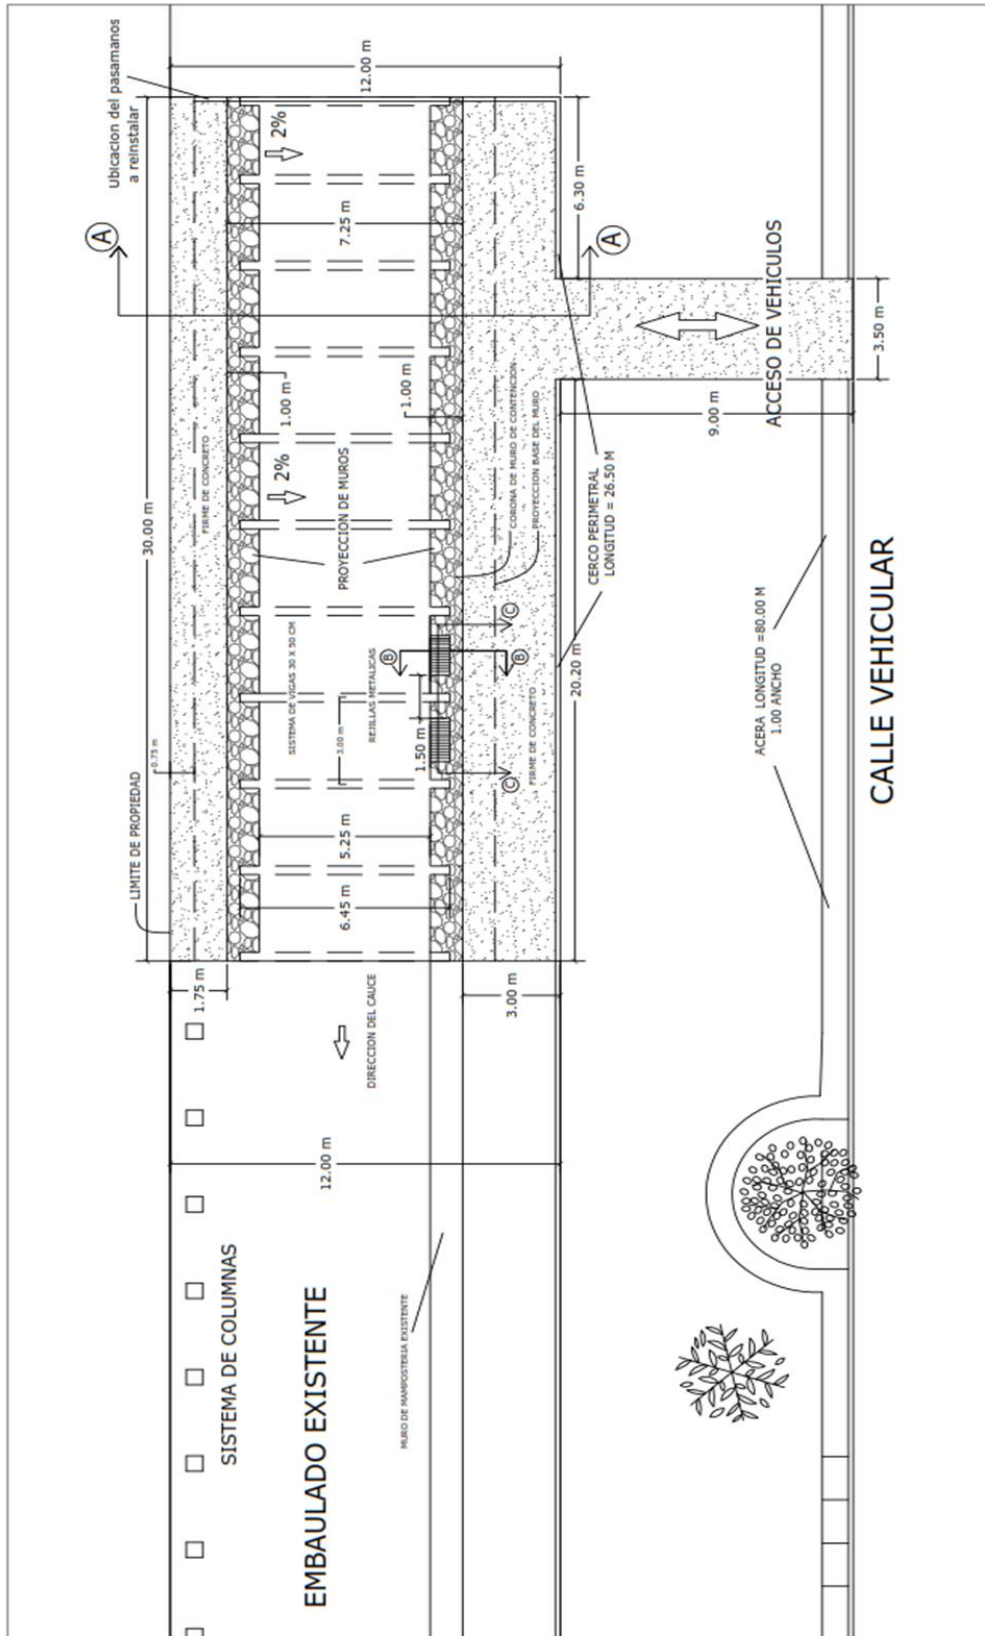 Ubicacion del pasamanos
a reinstalar
12.00 m
A
2%
7.25 m
6.30 m
A
ACCESO DE VEHICULOS
3.50 m
30.00 m
FIRME DE CONCRETO
1.00 m
1.00 m
2%
PROYECCION DE MUROS
CORONA DE MURO DE CONTENCION
PROYECCION BASE DEL MURO
9.00 m
CERCO PERIMETRAL
LONGITUD = 26.50 M
LIMITE DE PROPIEDAD
0.75 m
SISTEMA DE VIGAS 30 X 50 CM
3.00 m
REJILLAS METALICAS
1.50 m
B
B
C
C
FIRME DE CONCRETO
20.20 m
ACERA LONGITUD =80.00 M
1.00 ANCHO
CALLE VEHICULAR
5.25 m
6.45 m
1.75 m
DIRECCION DEL CAUCE
3.00 m
12.00 m
SISTEMA DE COLUMNAS
EMBAULADO EXISTENTE
MURO DE MAMPOSTERIA EXISTENTE